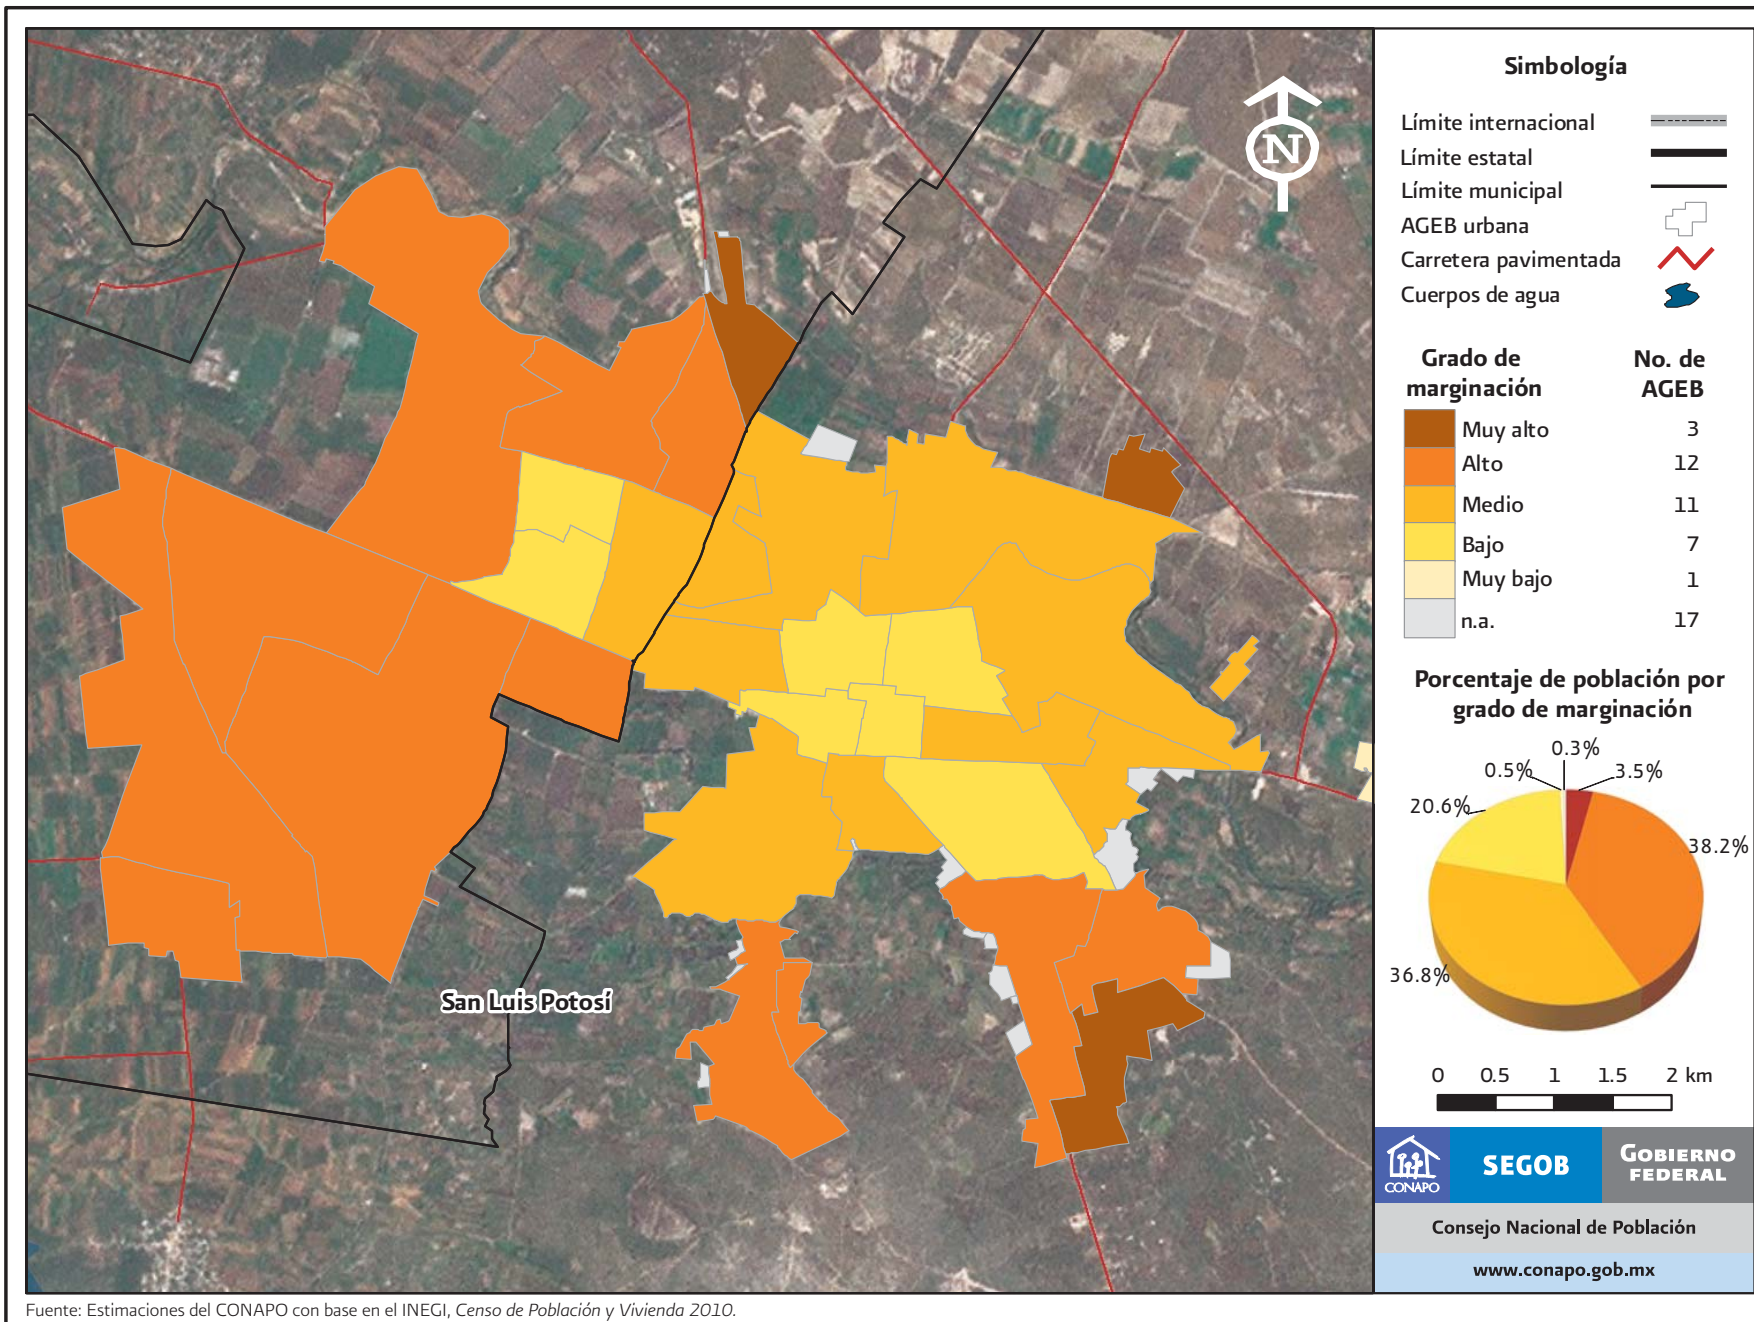 N
San Luis Potosí
Simbología
Límite internacional
Límite estatal
Límite municipal
AGEB urbana
Carretera pavimentada
Cuerpos de agua
Grado de marginación No. de AGEB
Muy alto 3
Alto 12
Medio 11
Bajo 7
Muy bajo 1
n.a. 17
Porcentaje de población por
grado de marginación
0.3%
0.5% 3.5%
20.6%
38.2%
36.8%
0 0.5 1 1.5 2 km
CONAPO SEGOB GOBIERNO FEDERAL
Consejo Nacional de Población
www.conapo.gob.mx
Fuente: Estimaciones del CONAPO con base en el INEGI, Censo de Población y Vivienda 2010.